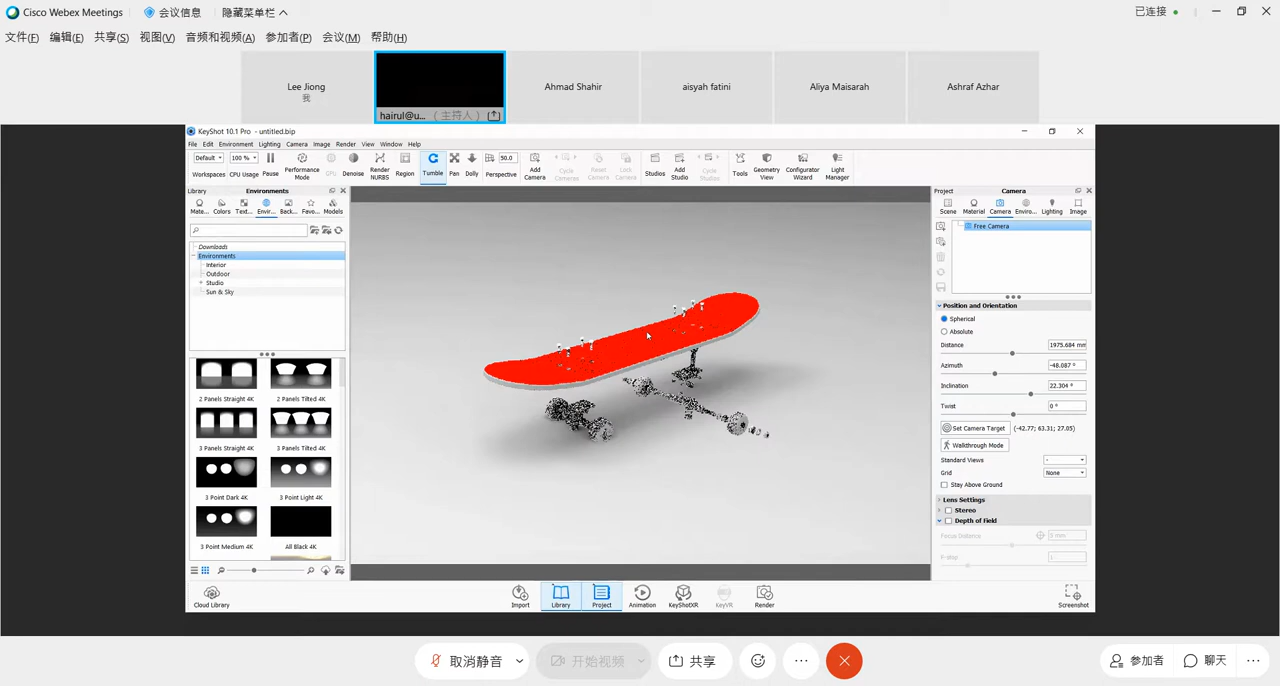 Cisco Webex Meetings 会议信息 隐藏菜单栏 已连接
文件(F) 编辑(E) 共享(S) 视图(V) 音频和视频(A) 参加者(P) 会议(M) 帮助(H)
Lee Jiong
我
hairul@u... (主持人)
Ahmad Shahir
aisyah fatini
Aliya Maisarah
Ashraf Azhar
KeyShot 10.1 Pro - untitled.bip
File Edit Environment Lighting Camera Image Render View Window Help
Default 100 % 50.0
Workspaces CPU Usage Pause Performance Mode GPU Denoise Render NURBS Region Tumble Pan Dolly Perspective Add Camera Cycle Cameras Reset Camera Lock Camera Studios Add Studio Cycle Studios Tools Geometry View Configurator Wizard Light Manager
Library Environments
Mate... Colors Text... Envir... Back... Favo... Models
Downloads
Environments
Interior
Outdoor
Studio
Sun & Sky
2 Panels Straight 4K 2 Panels Tilted 4K
3 Panels Straight 4K 3 Panels Tilted 4K
3 Point Dark 4K 3 Point Light 4K
3 Point Medium 4K All Black 4K
Project Camera
Scene Material Camera Enviro... Lighting Image
Free Camera
Position and Orientation
Spherical
Absolute
Distance 1975.684 mm
Azimuth -48.087 °
Inclination 22.304 °
Twist 0 °
Set Camera Target (-42.77; 63.31; 27.05)
Walkthrough Mode
Standard Views -
Grid None
Stay Above Ground
Lens Settings
Stereo
Depth of Field
Focus Distance
F-stop
Cloud Library Import Library Project Animation KeyShotXR KeyVR Render Screenshot
取消静音 开始视频 共享 参加者 聊天